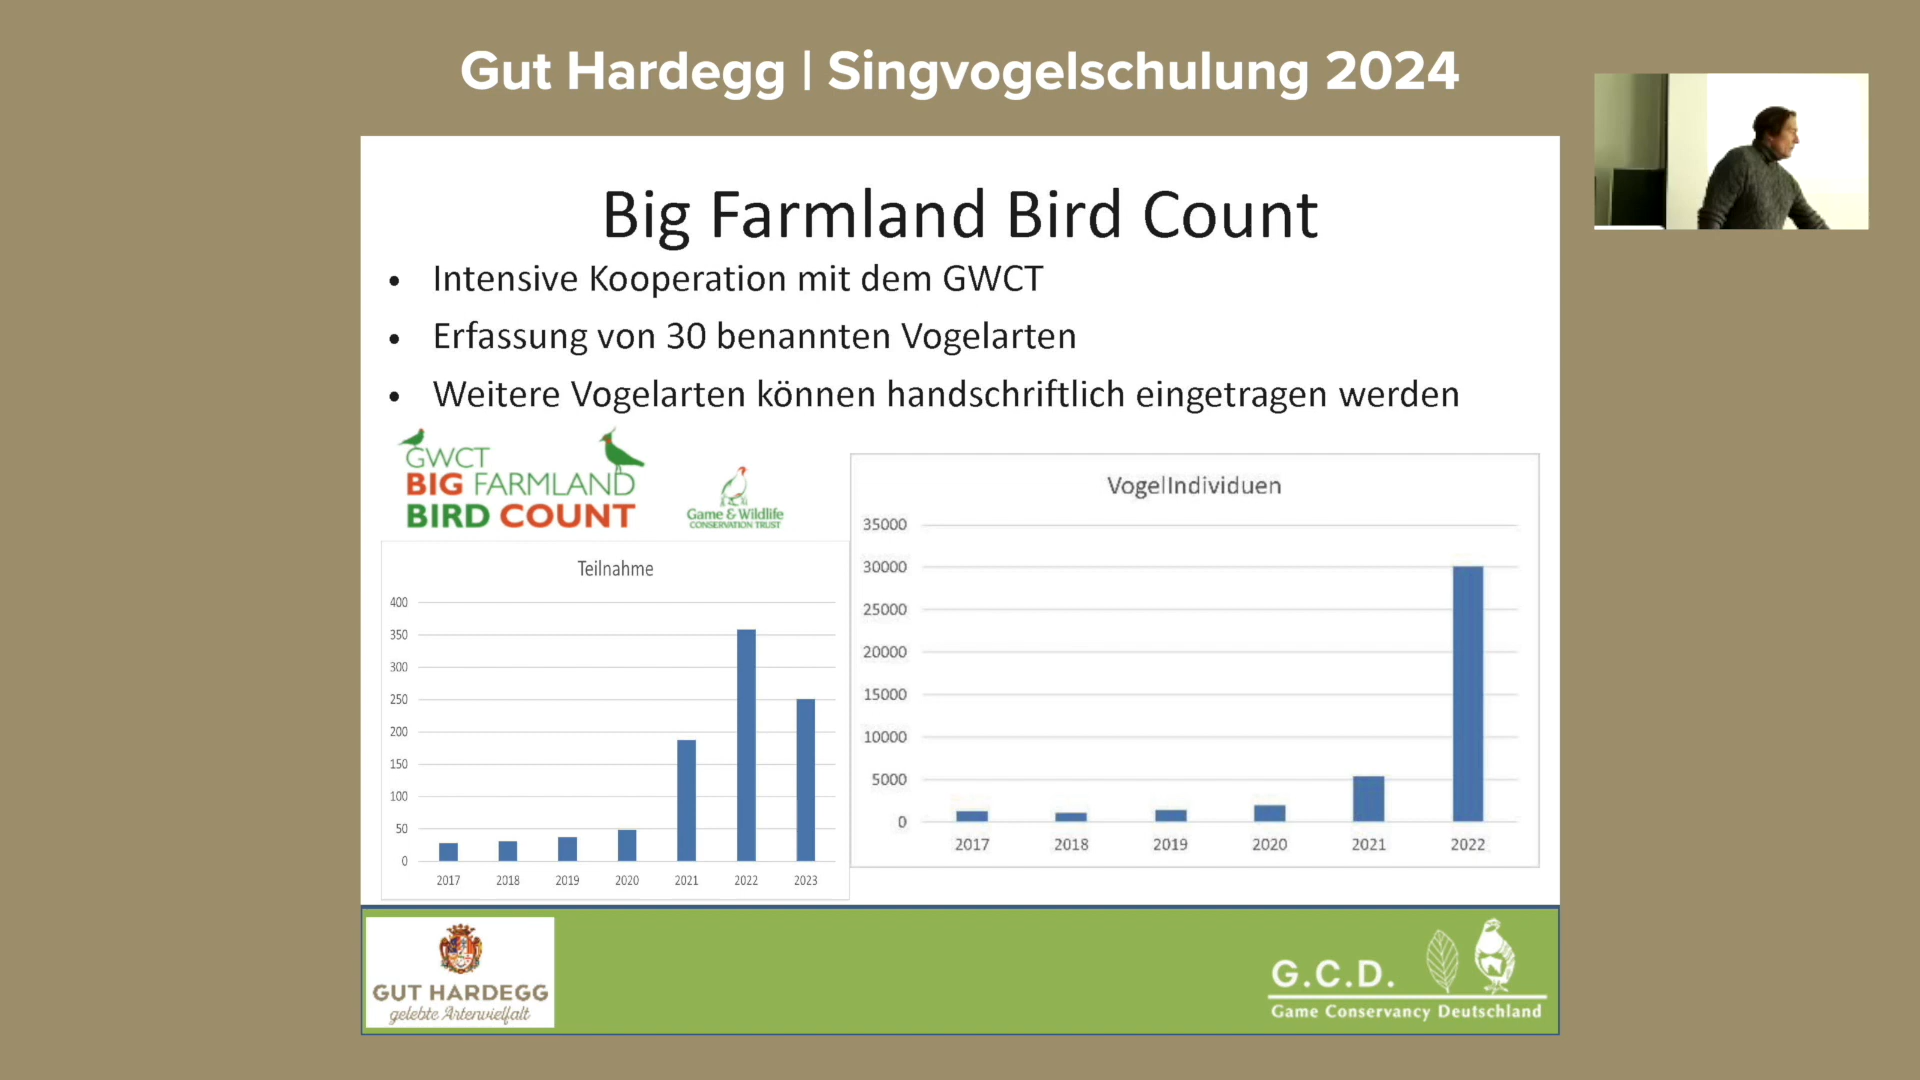 Gut Hardegg | Singvogelschulung 2024
Big Farmland Bird Count
• Intensive Kooperation mit dem GWCT
• Erfassung von 30 benannten Vogelarten
• Weitere Vogelarten können handschriftlich eingetragen werden
GWCT
BIG FARMLAND
BIRD COUNT
Game & Wildlife
CONSERVATION TRUST
Teilnahme
400
350
300
250
200
150
100
50
0
2017 2018 2019 2020 2021 2022 2023
VogelIndividuen
35000
30000
25000
20000
15000
10000
5000
0
2017 2018 2019 2020 2021 2022
GUT HARDEGG
gelebte Artenvielfalt
G.C.D.
Game Conservancy Deutschland